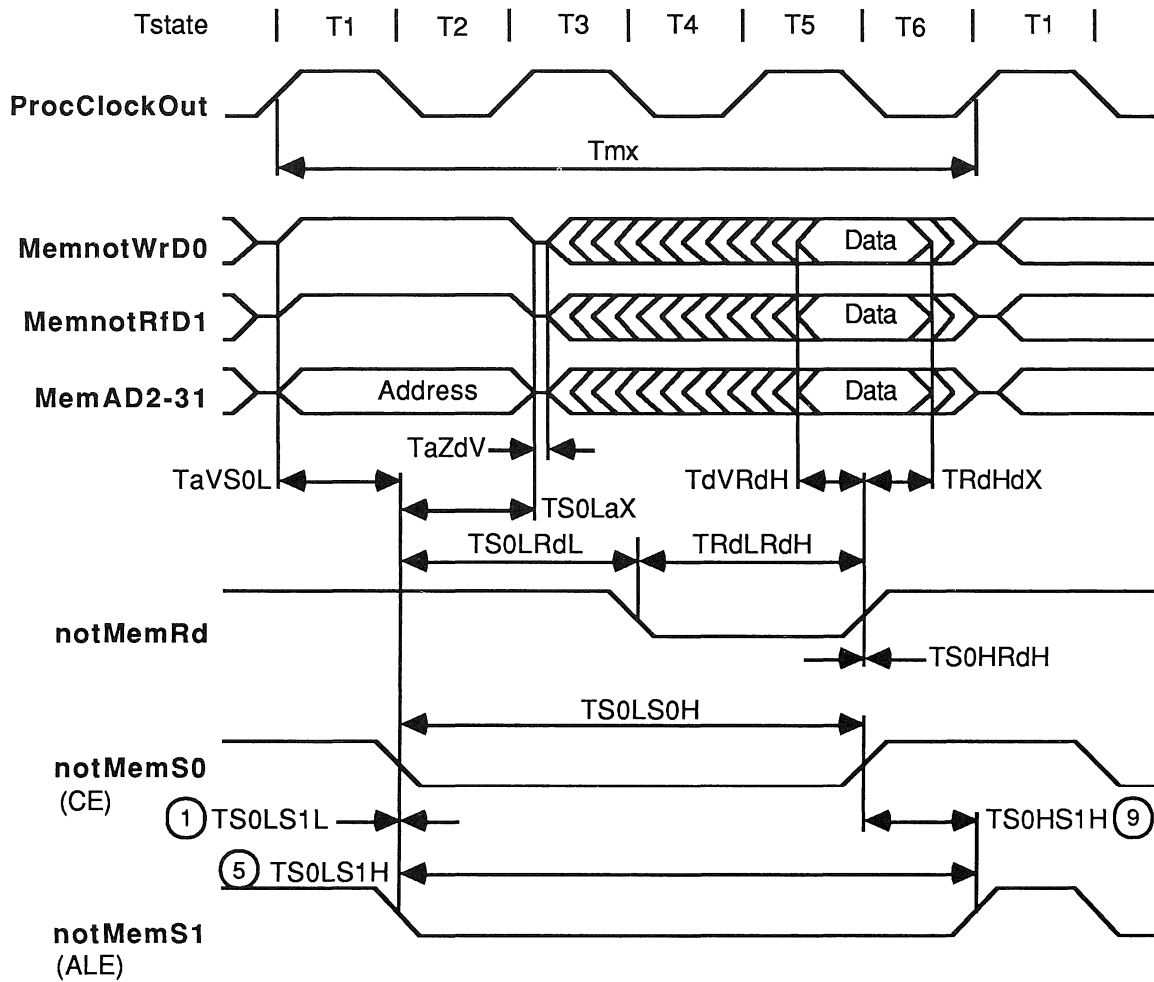 Tstate T1 T2 T3 T4 T5 T6 T1
ProcClockOut
Tmx
MemnotWrD0 Data
MemnotRfD1 Data
MemAD2-31 Address Data
TaZdV
TaVS0L TdVRdH TRdHdX
TS0LaX
TS0LRdL TRdLRdH
notMemRd
TS0HRdH
TS0LS0H
notMemS0
(CE)
1 TS0LS1L TS0HS1H 9
5 TS0LS1H
notMemS1
(ALE)